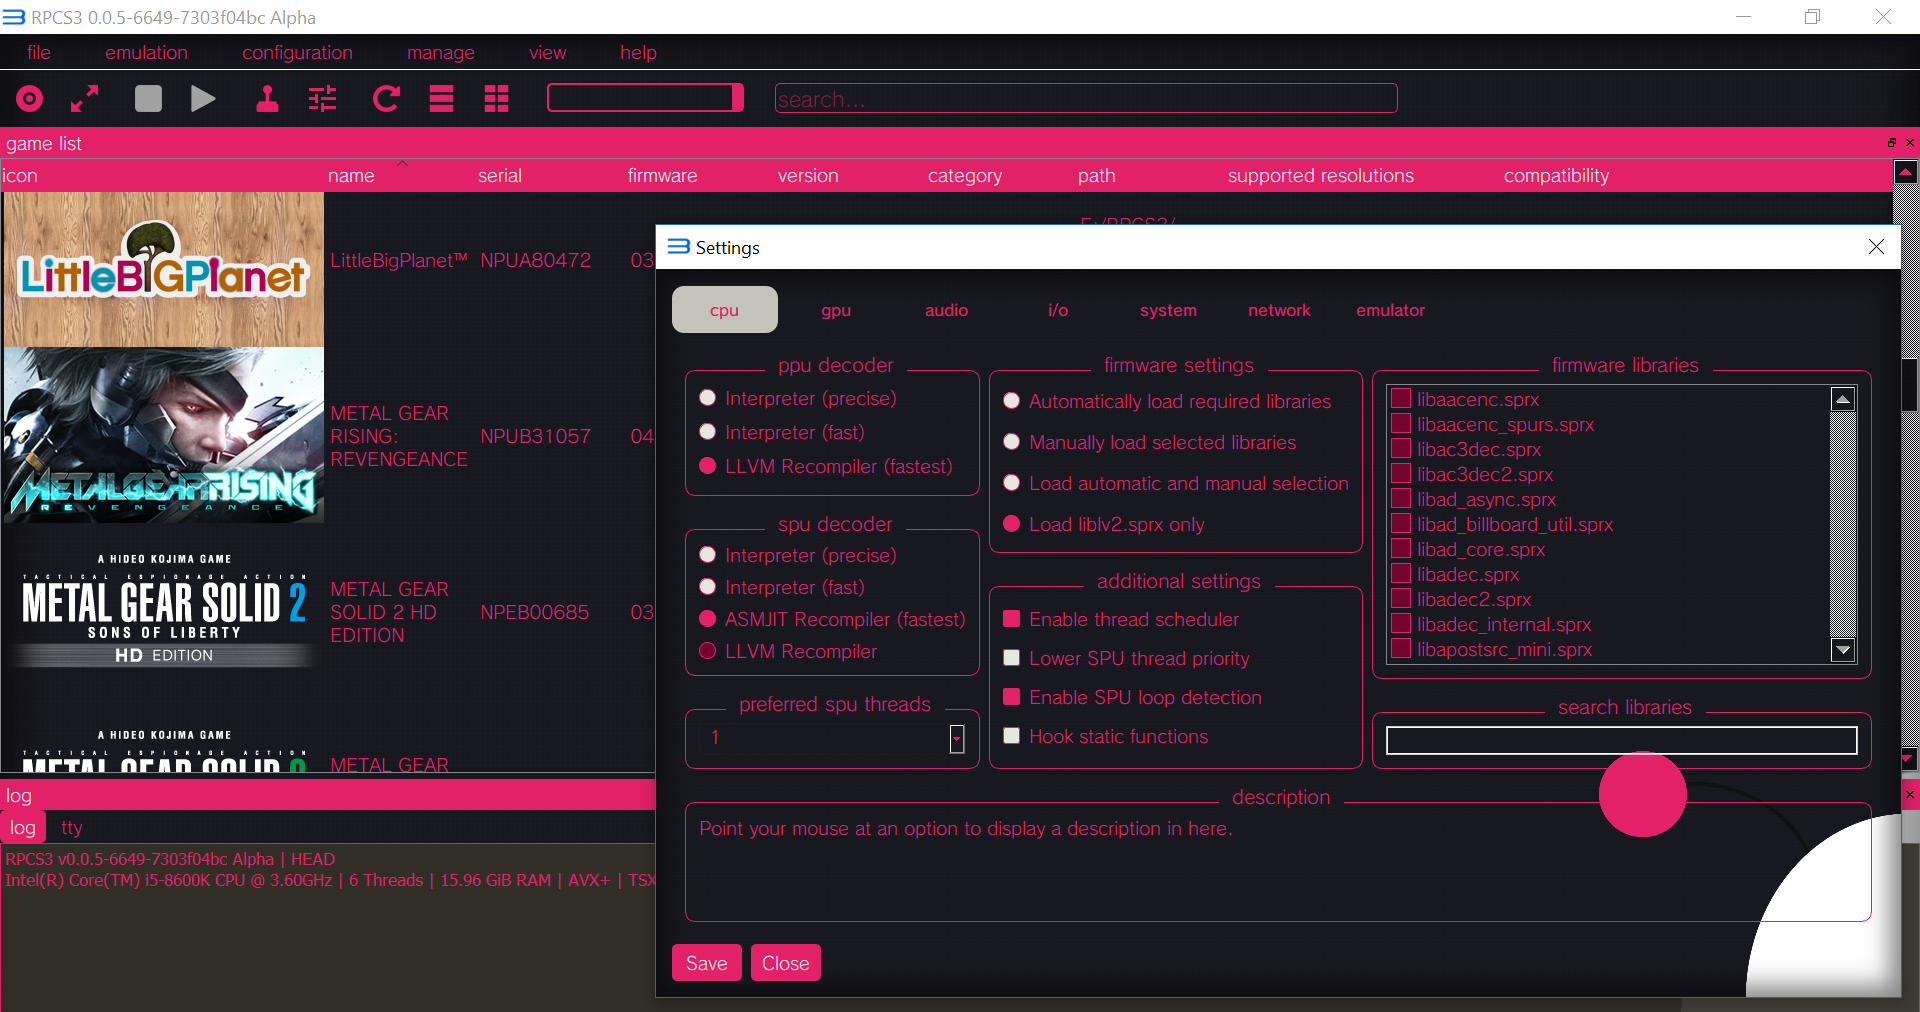 RPCS3 0.0.5-6649-7303f04bc Alpha
file emulation configuration manage view help
search...
game list
icon name serial firmware version category path supported resolutions compatibility
LittleBIGPlanet
LittleBigPlanet™ NPUA80472 03
METAL GEAR RISING
REVENGEANCE
METAL GEAR
RISING:
REVENGEANCE
NPUB31057 04
A HIDEO KOJIMA GAME
TACTICAL ESPIONAGE ACTION
METAL GEAR SOLID 2
SONS OF LIBERTY
HD EDITION
METAL GEAR
SOLID 2 HD
EDITION
NPEB00685 03
A HIDEO KOJIMA GAME
TACTICAL ESPIONAGE ACTION
METAL GEAR SOLID
METAL GEAR
log
log tty
RPCS3 v0.0.5-6649-7303f04bc Alpha | HEAD
Intel(R) Core(TM) i5-8600K CPU @ 3.60GHz | 6 Threads | 15.96 GiB RAM | AVX+ | TSX
Settings
cpu gpu audio i/o system network emulator
ppu decoder
Interpreter (precise)
Interpreter (fast)
LLVM Recompiler (fastest)
spu decoder
Interpreter (precise)
Interpreter (fast)
ASMJIT Recompiler (fastest)
LLVM Recompiler
preferred spu threads
1
firmware settings
Automatically load required libraries
Manually load selected libraries
Load automatic and manual selection
Load liblv2.sprx only
additional settings
Enable thread scheduler
Lower SPU thread priority
Enable SPU loop detection
Hook static functions
firmware libraries
libaacenc.sprx
libaacenc_spurs.sprx
libac3dec.sprx
libac3dec2.sprx
libad_async.sprx
libad_billboard_util.sprx
libad_core.sprx
libadec.sprx
libadec2.sprx
libadec_internal.sprx
libapostsrc_mini.sprx
search libraries
description
Point your mouse at an option to display a description in here.
Save Close